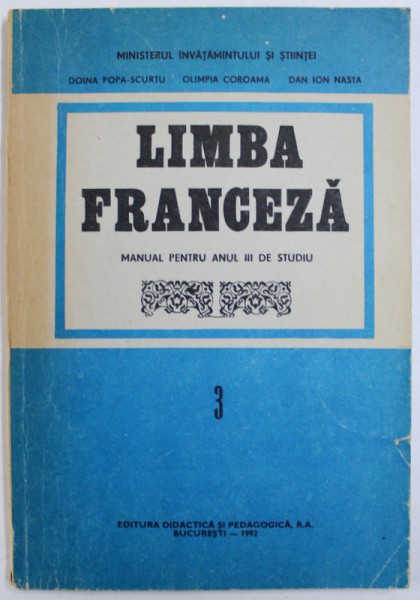 MINISTERUL ÎNVĂȚĂMÎNTULUI ȘI ȘTIINȚEI
DOINA POPA-SCURTU OLIMPIA COROAMĂ DAN ION NASTA
LIMBA
FRANCEZĂ
MANUAL PENTRU ANUL III DE STUDIU
3
EDITURA DIDACTICĂ ȘI PEDAGOGICĂ, R.A.
BUCUREȘTI — 1992